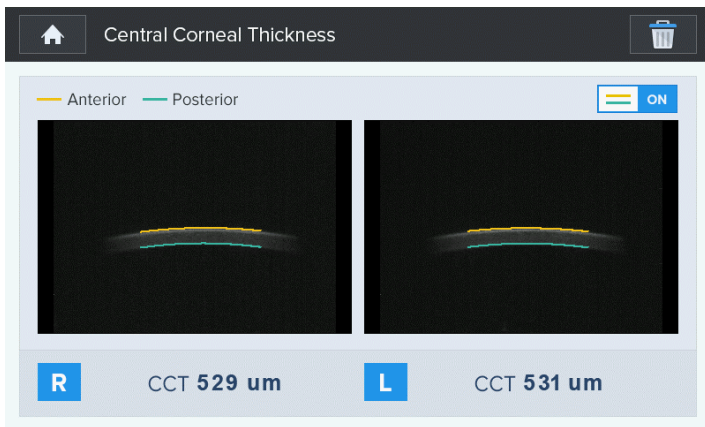 Central Corneal Thickness
Anterior Posterior
ON
R CCT 529 um L CCT 531 um